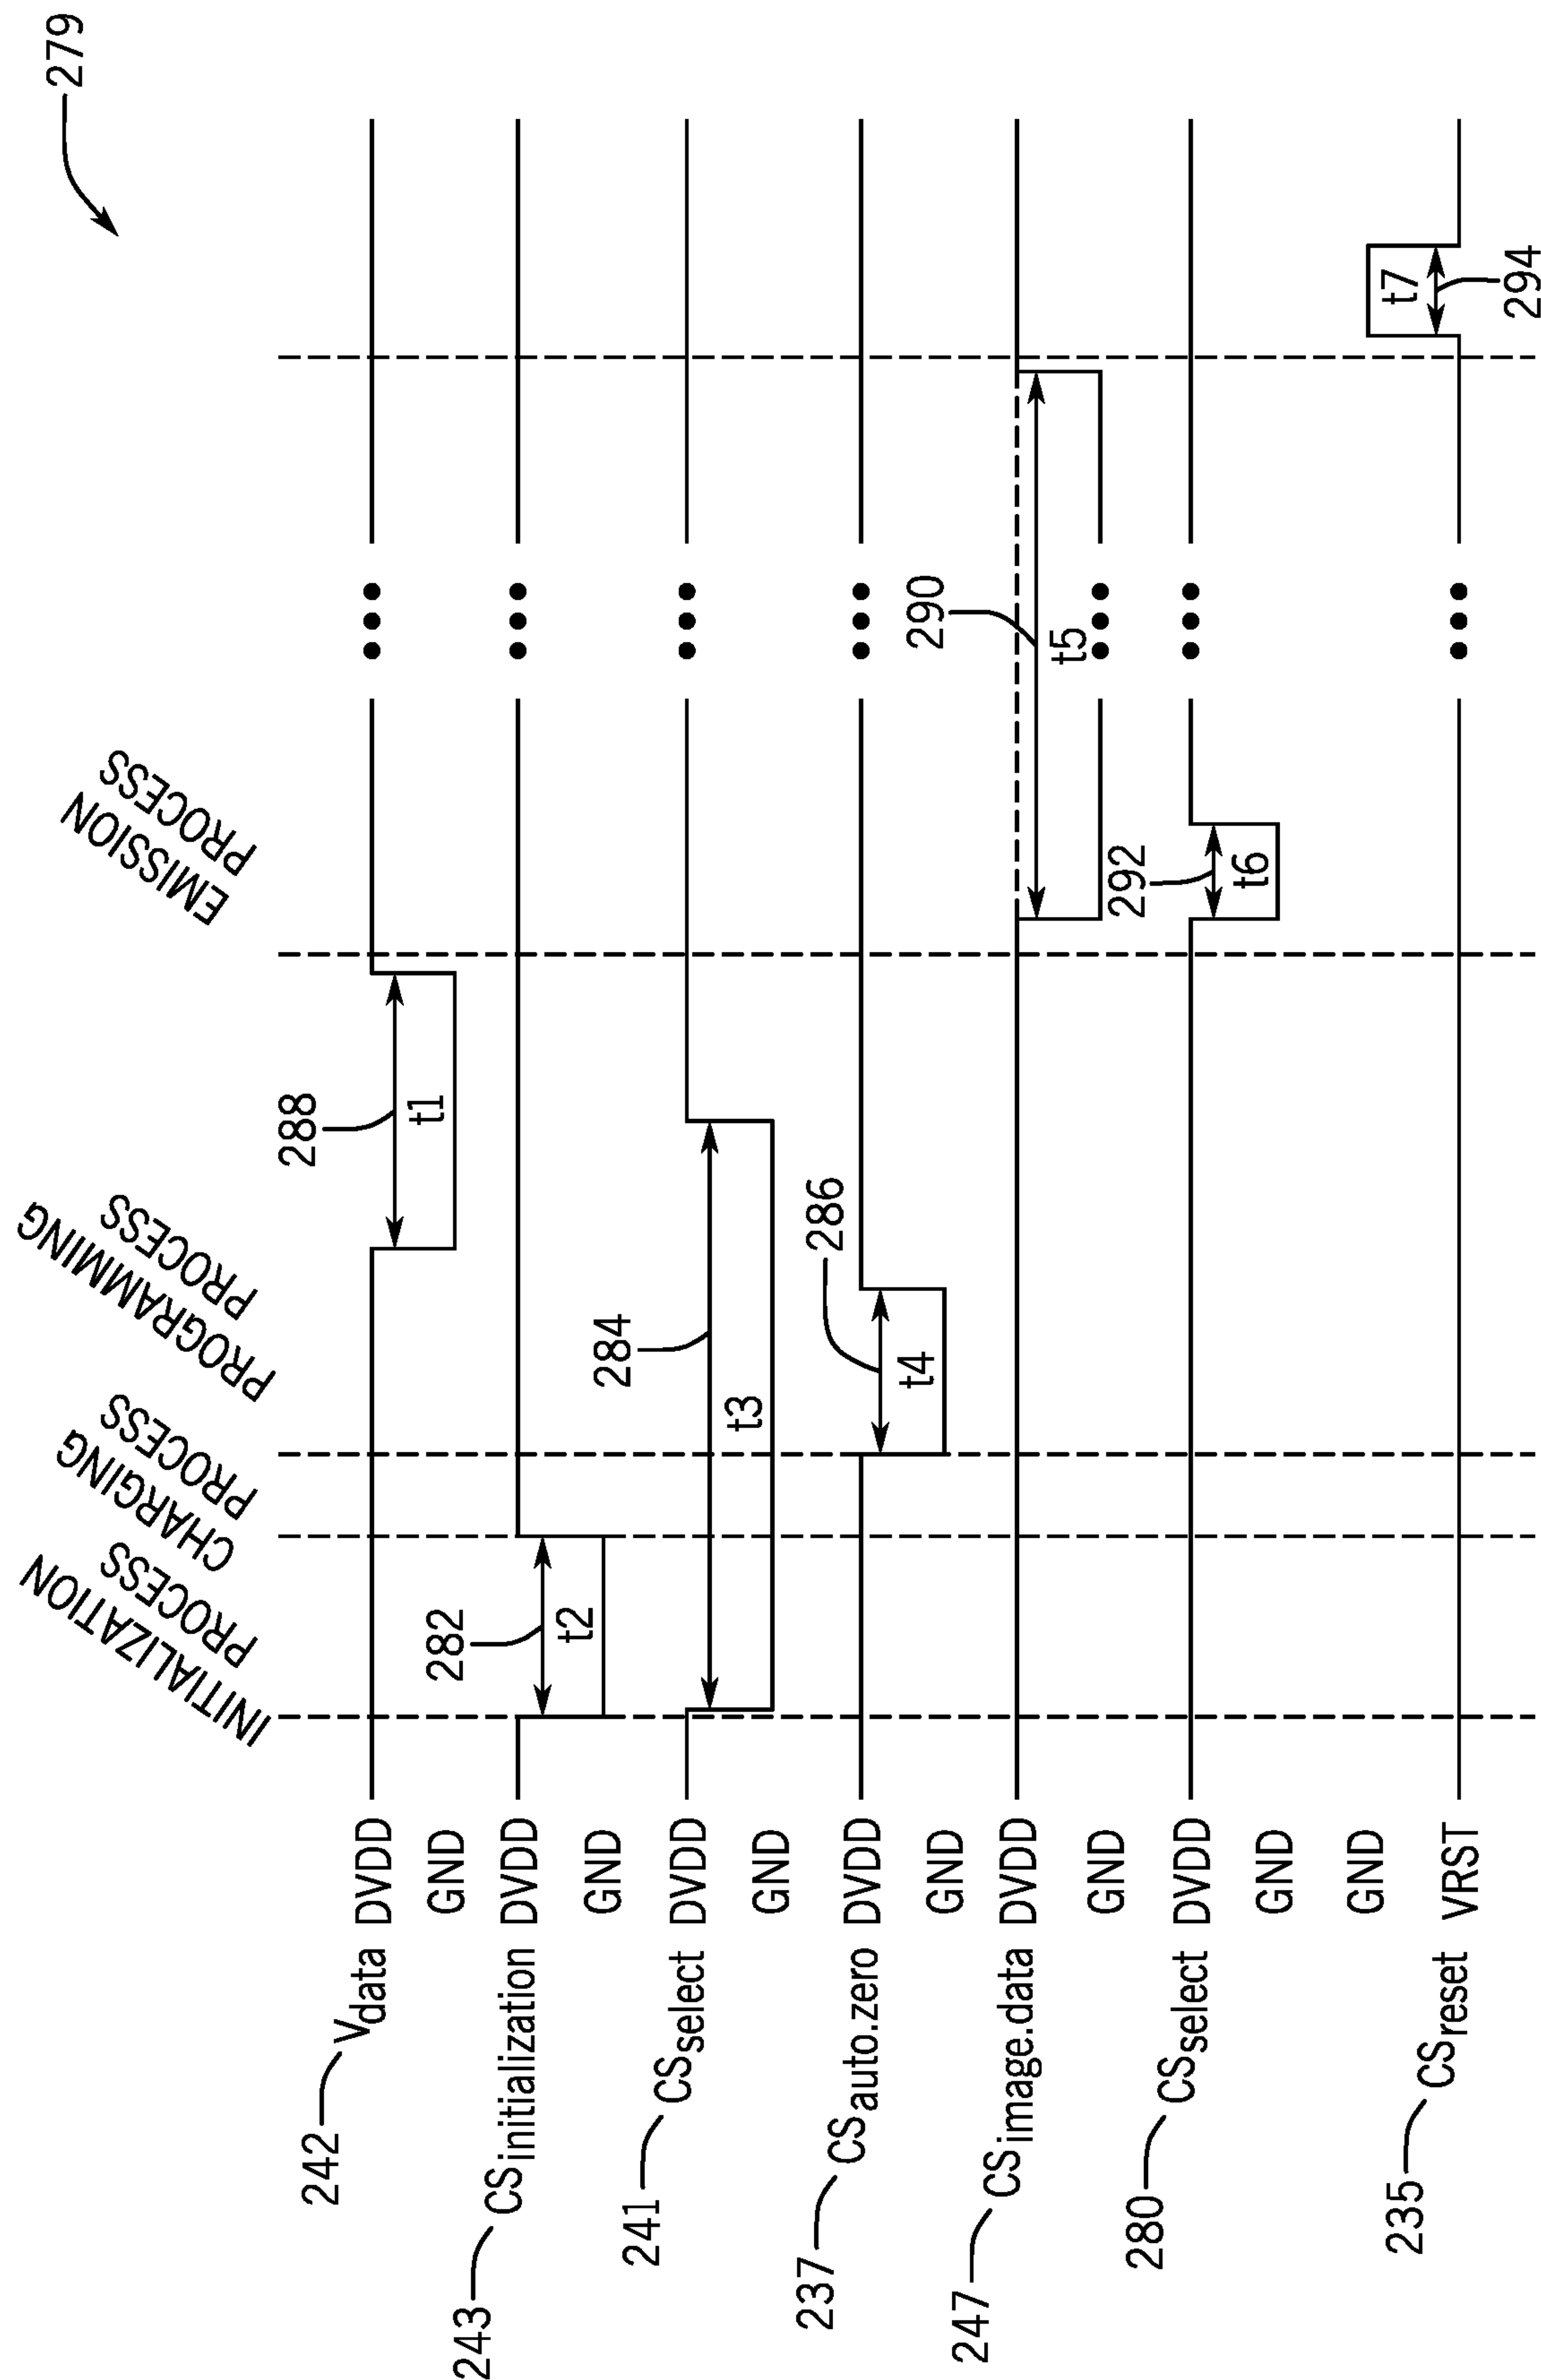 279
INITIALIZATION
PROCESS
CHARGING
PROCESS
PROGRAMMING
PROCESS
EMISSION
PROCESS
242
Vdata
DVDD
GND
288
t1
243
CSinitialization
DVDD
GND
282
t2
241
CSselect
DVDD
GND
284
t3
237
CSauto.zero
DVDD
GND
286
t4
247
CSimage.data
DVDD
GND
290
t5
280
CSselect
DVDD
GND
292
t6
235
CSreset
GND
VRST
t7
294